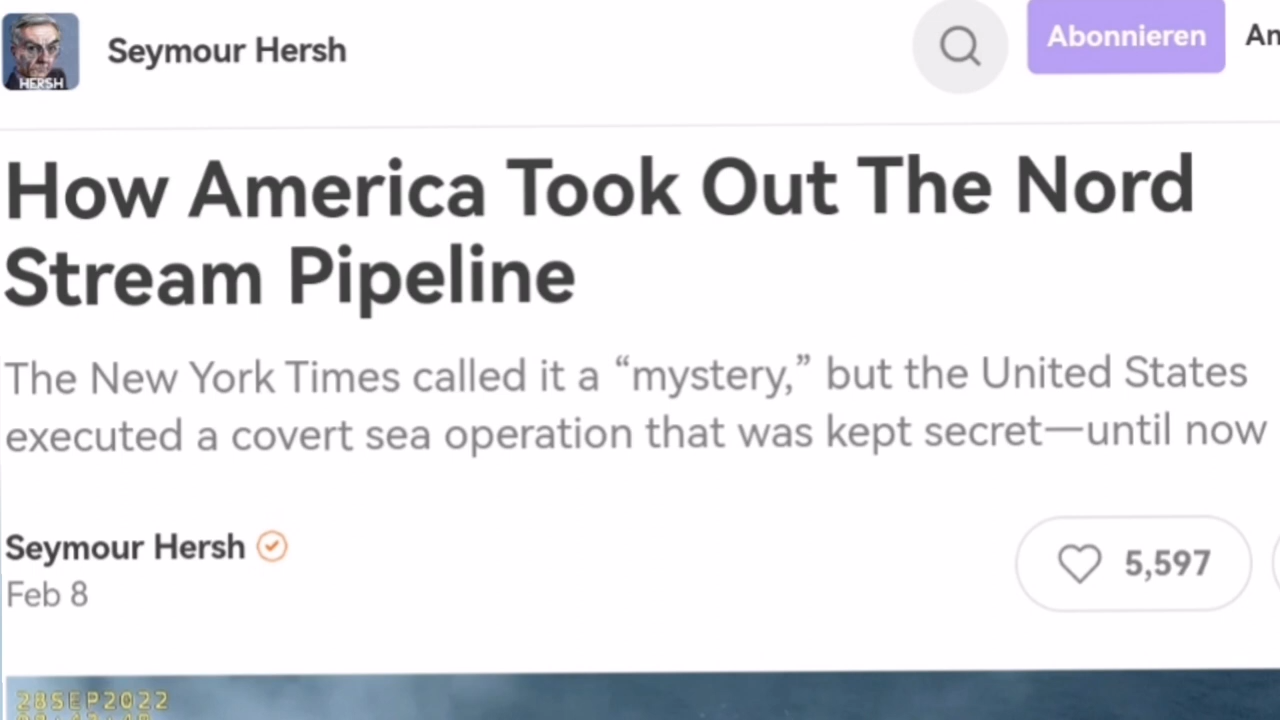 HERSH
Seymour Hersh
Abonnieren
How America Took Out The Nord
Stream Pipeline
The New York Times called it a “mystery,” but the United States
executed a covert sea operation that was kept secret—until now
Seymour Hersh
Feb 8
5,597
28SEP2022